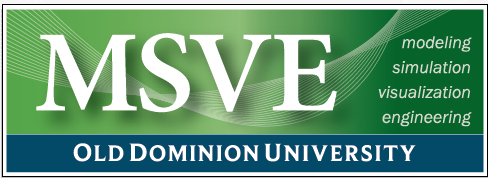 MSVE
modeling
simulation
visualization
engineering
OLD DOMINION UNIVERSITY